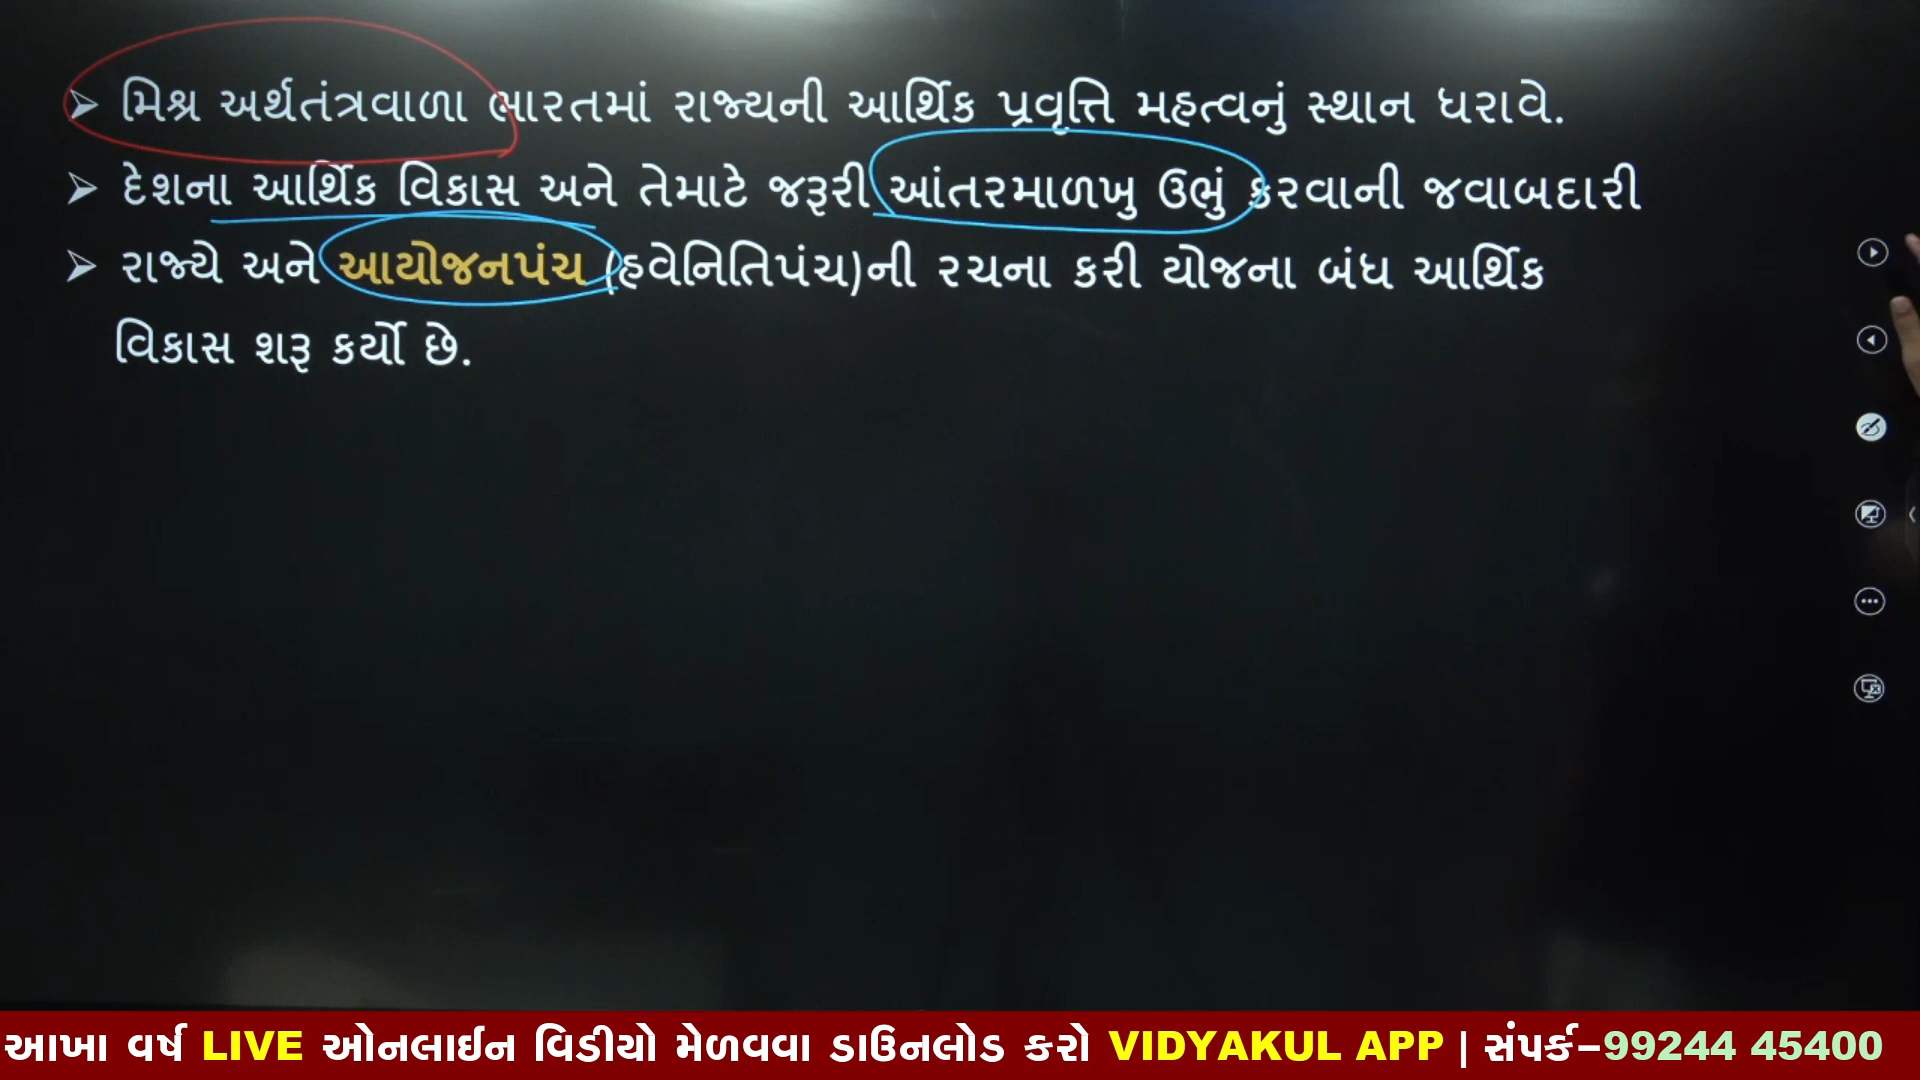 ➢ મિશ્ર અર્થતંત્રવાળા ભારતમાં રાજ્યની આર્થિક પ્રવૃત્તિ મહત્વનું સ્થાન ધરાવે.
➢ દેશના આર્થિક વિકાસ અને તેમાટે જરૂરી આંતરમાળખુ ઉભું કરવાની જવાબદારી
➢ રાજ્યે અને આયોજનપંચ (હવેનિતિપંચ)ની રચના કરી યોજના બંધ આર્થિક
વિકાસ શરૂ કર્યો છે.
આખા વર્ષ LIVE ઓનલાઈન વિડીયો મેળવવા ડાઉનલોડ કરો VIDYAKUL APP | સંપર્ક–99244 45400